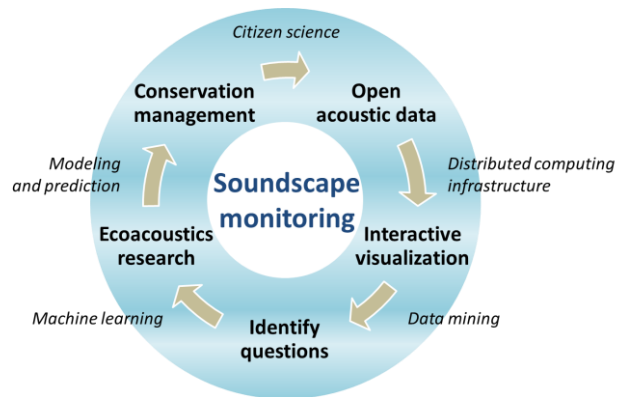 Citizen science
Conservation
management
Open
acoustic data
Modeling
and prediction
Distributed computing
infrastructure
Soundscape
monitoring
Ecoacoustics
research
Interactive
visualization
Machine learning
Data mining
Identify
questions